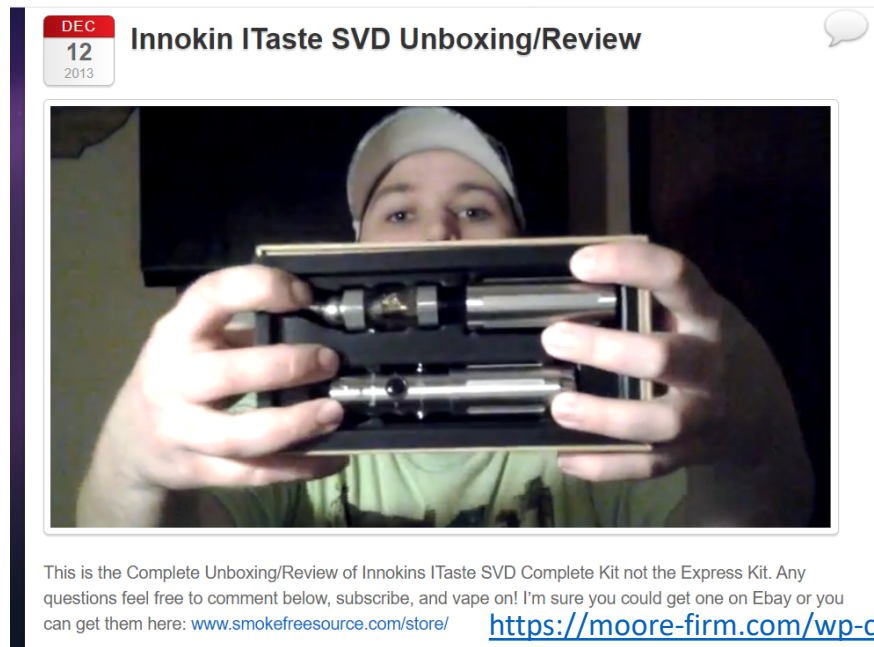 DEC
12
2013
Innokin ITaste SVD Unboxing/Review
This is the Complete Unboxing/Review of Innokins ITaste SVD Complete Kit not the Express Kit. Any
questions feel free to comment below, subscribe, and vape on! I'm sure you could get one on Ebay or you
can get them here: www.smokefreesource.com/store/
https://moore-firm.com/wp-c